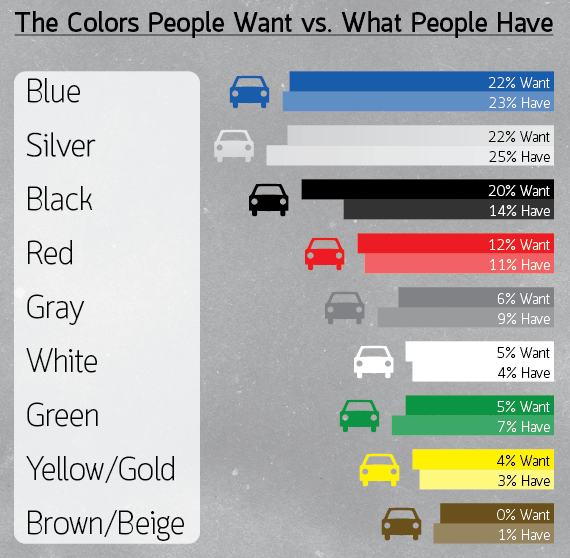 The Colors People Want vs. What People Have
Blue
22% Want
23% Have
Silver
22% Want
25% Have
Black
20% Want
14% Have
Red
12% Want
11% Have
Gray
6% Want
9% Have
White
5% Want
4% Have
Green
5% Want
7% Have
Yellow/Gold
4% Want
3% Have
Brown/Beige
0% Want
1% Have